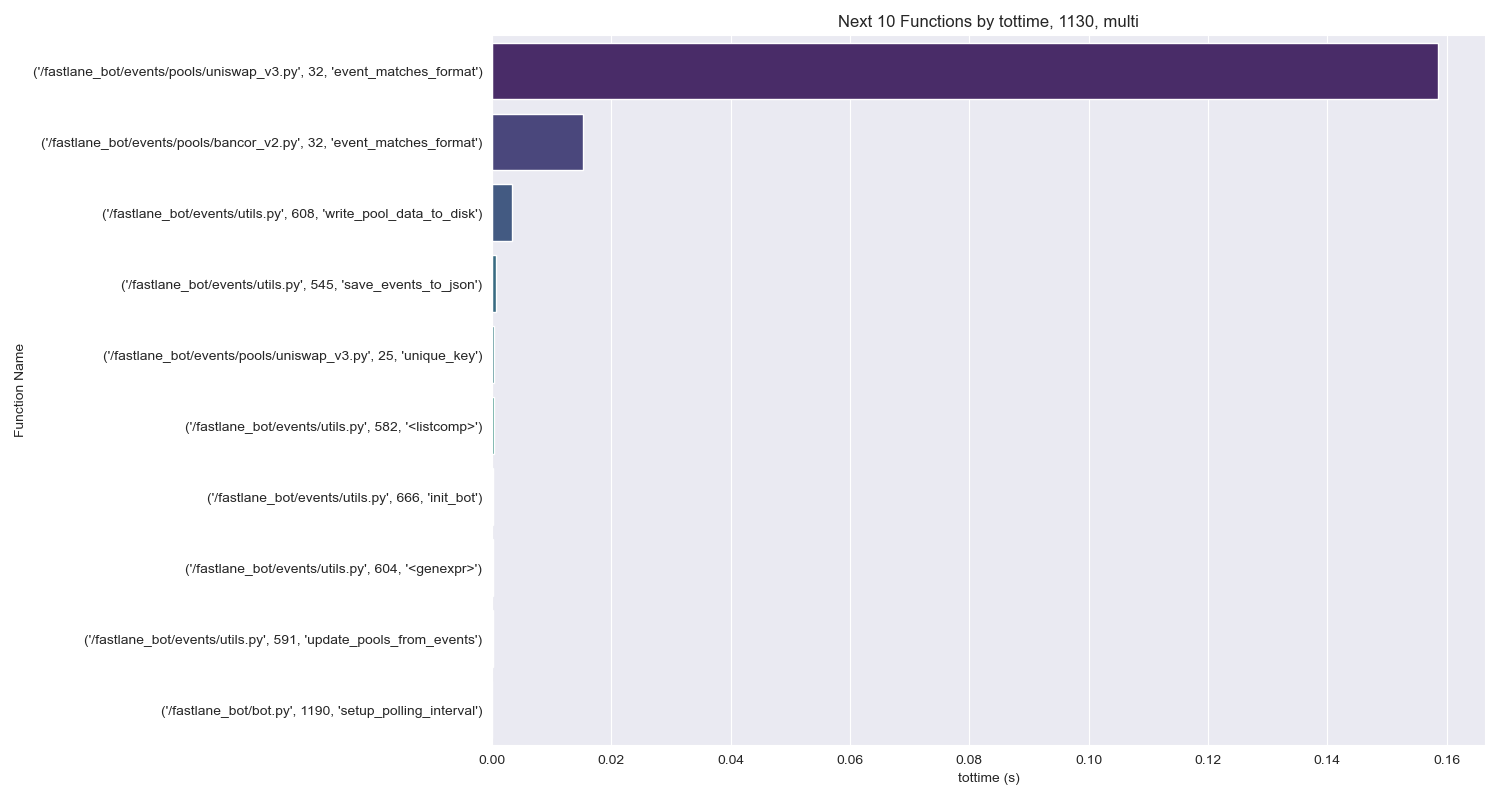 Next 10 Functions by tottime, 1130, multi
('/fastlane_bot/events/pools/uniswap_v3.py', 32, 'event_matches_format')
('/fastlane_bot/events/pools/bancor_v2.py', 32, 'event_matches_format')
('/fastlane_bot/events/utils.py', 608, 'write_pool_data_to_disk')
('/fastlane_bot/events/utils.py', 545, 'save_events_to_json')
('/fastlane_bot/events/pools/uniswap_v3.py', 25, 'unique_key')
('/fastlane_bot/events/utils.py', 582, '<listcomp>')
('/fastlane_bot/events/utils.py', 666, 'init_bot')
('/fastlane_bot/events/utils.py', 604, '<genexpr>')
('/fastlane_bot/events/utils.py', 591, 'update_pools_from_events')
('/fastlane_bot/bot.py', 1190, 'setup_polling_interval')
Function Name
0.00 0.02 0.04 0.06 0.08 0.10 0.12 0.14 0.16
tottime (s)